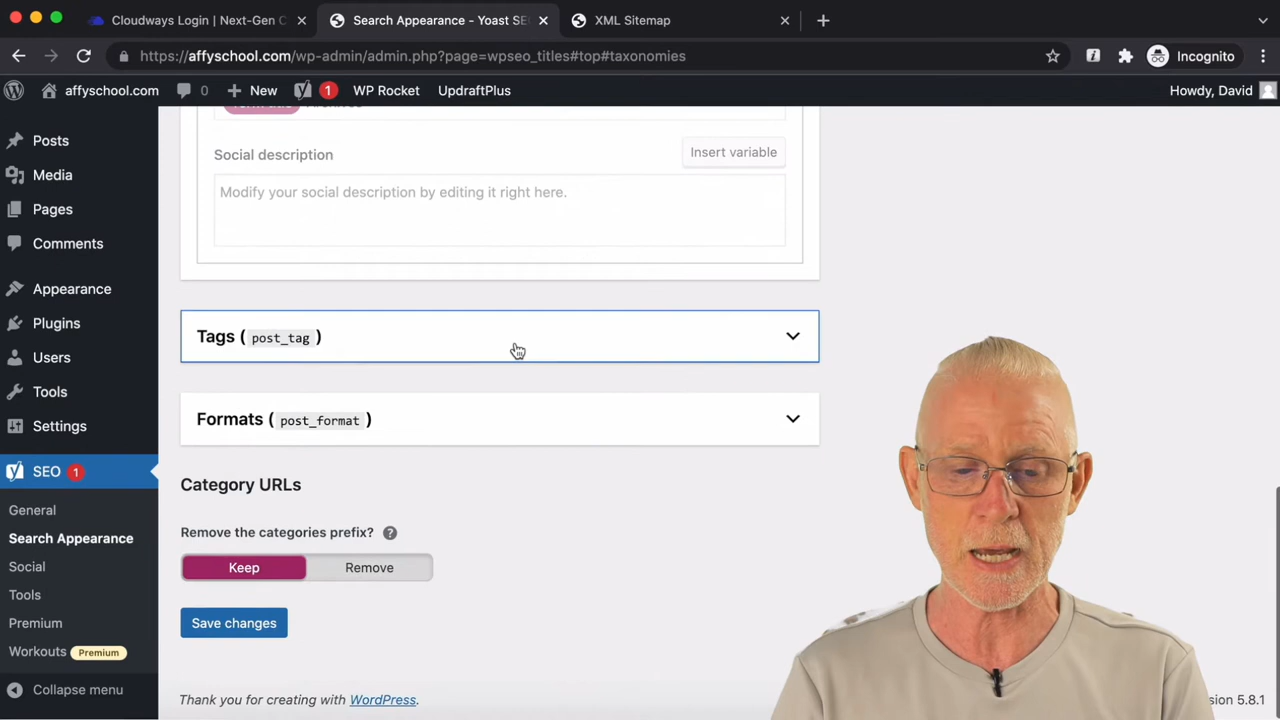 Cloudways Login | Next-Gen C
Search Appearance - Yoast SE
XML Sitemap
https://affyschool.com/wp-admin/admin.php?page=wpseo_titles#top#taxonomies
Incognito
affyschool.com
0
New
1
WP Rocket
UpdraftPlus
Howdy, David
Posts
Media
Pages
Comments
Appearance
Plugins
Users
Tools
Settings
SEO 1
General
Search Appearance
Social
Tools
Premium
Workouts Premium
Collapse menu
Social description
Insert variable
Modify your social description by editing it right here.
Tags ( post_tag )
Formats ( post_format )
Category URLs
Remove the categories prefix? ?
Keep
Remove
Save changes
Thank you for creating with WordPress.
sion 5.8.1